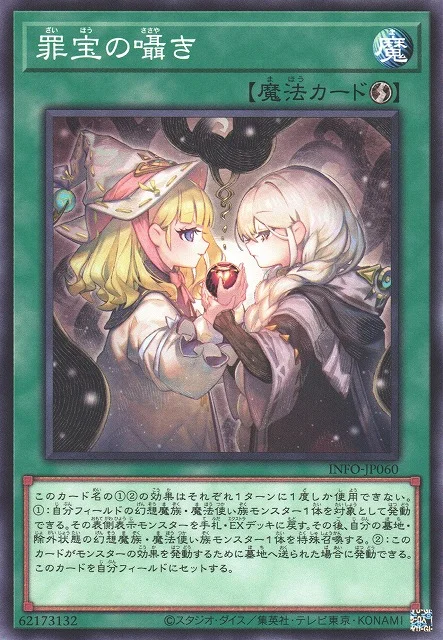 罪宝の囁き
魔
【魔法カード】
INFO-JP060
このカード名の①②の効果はそれぞれ1ターンに1度しか使用できない。
①:自分フィールドの幻想魔族・魔法使い族モンスター1体を対象として発動
できる。その表側表示モンスターを手札・EXデッキに戻す。その後、自分の墓地・
除外状態の幻想魔族・魔法使い族モンスター1体を特殊召喚する。②:この
カードがモンスターの効果を発動するために墓地へ送られた場合に発動できる。
このカードを自分フィールドにセットする。
62173132
©スタジオ・ダイス/集英社・テレビ東京・KONAMI